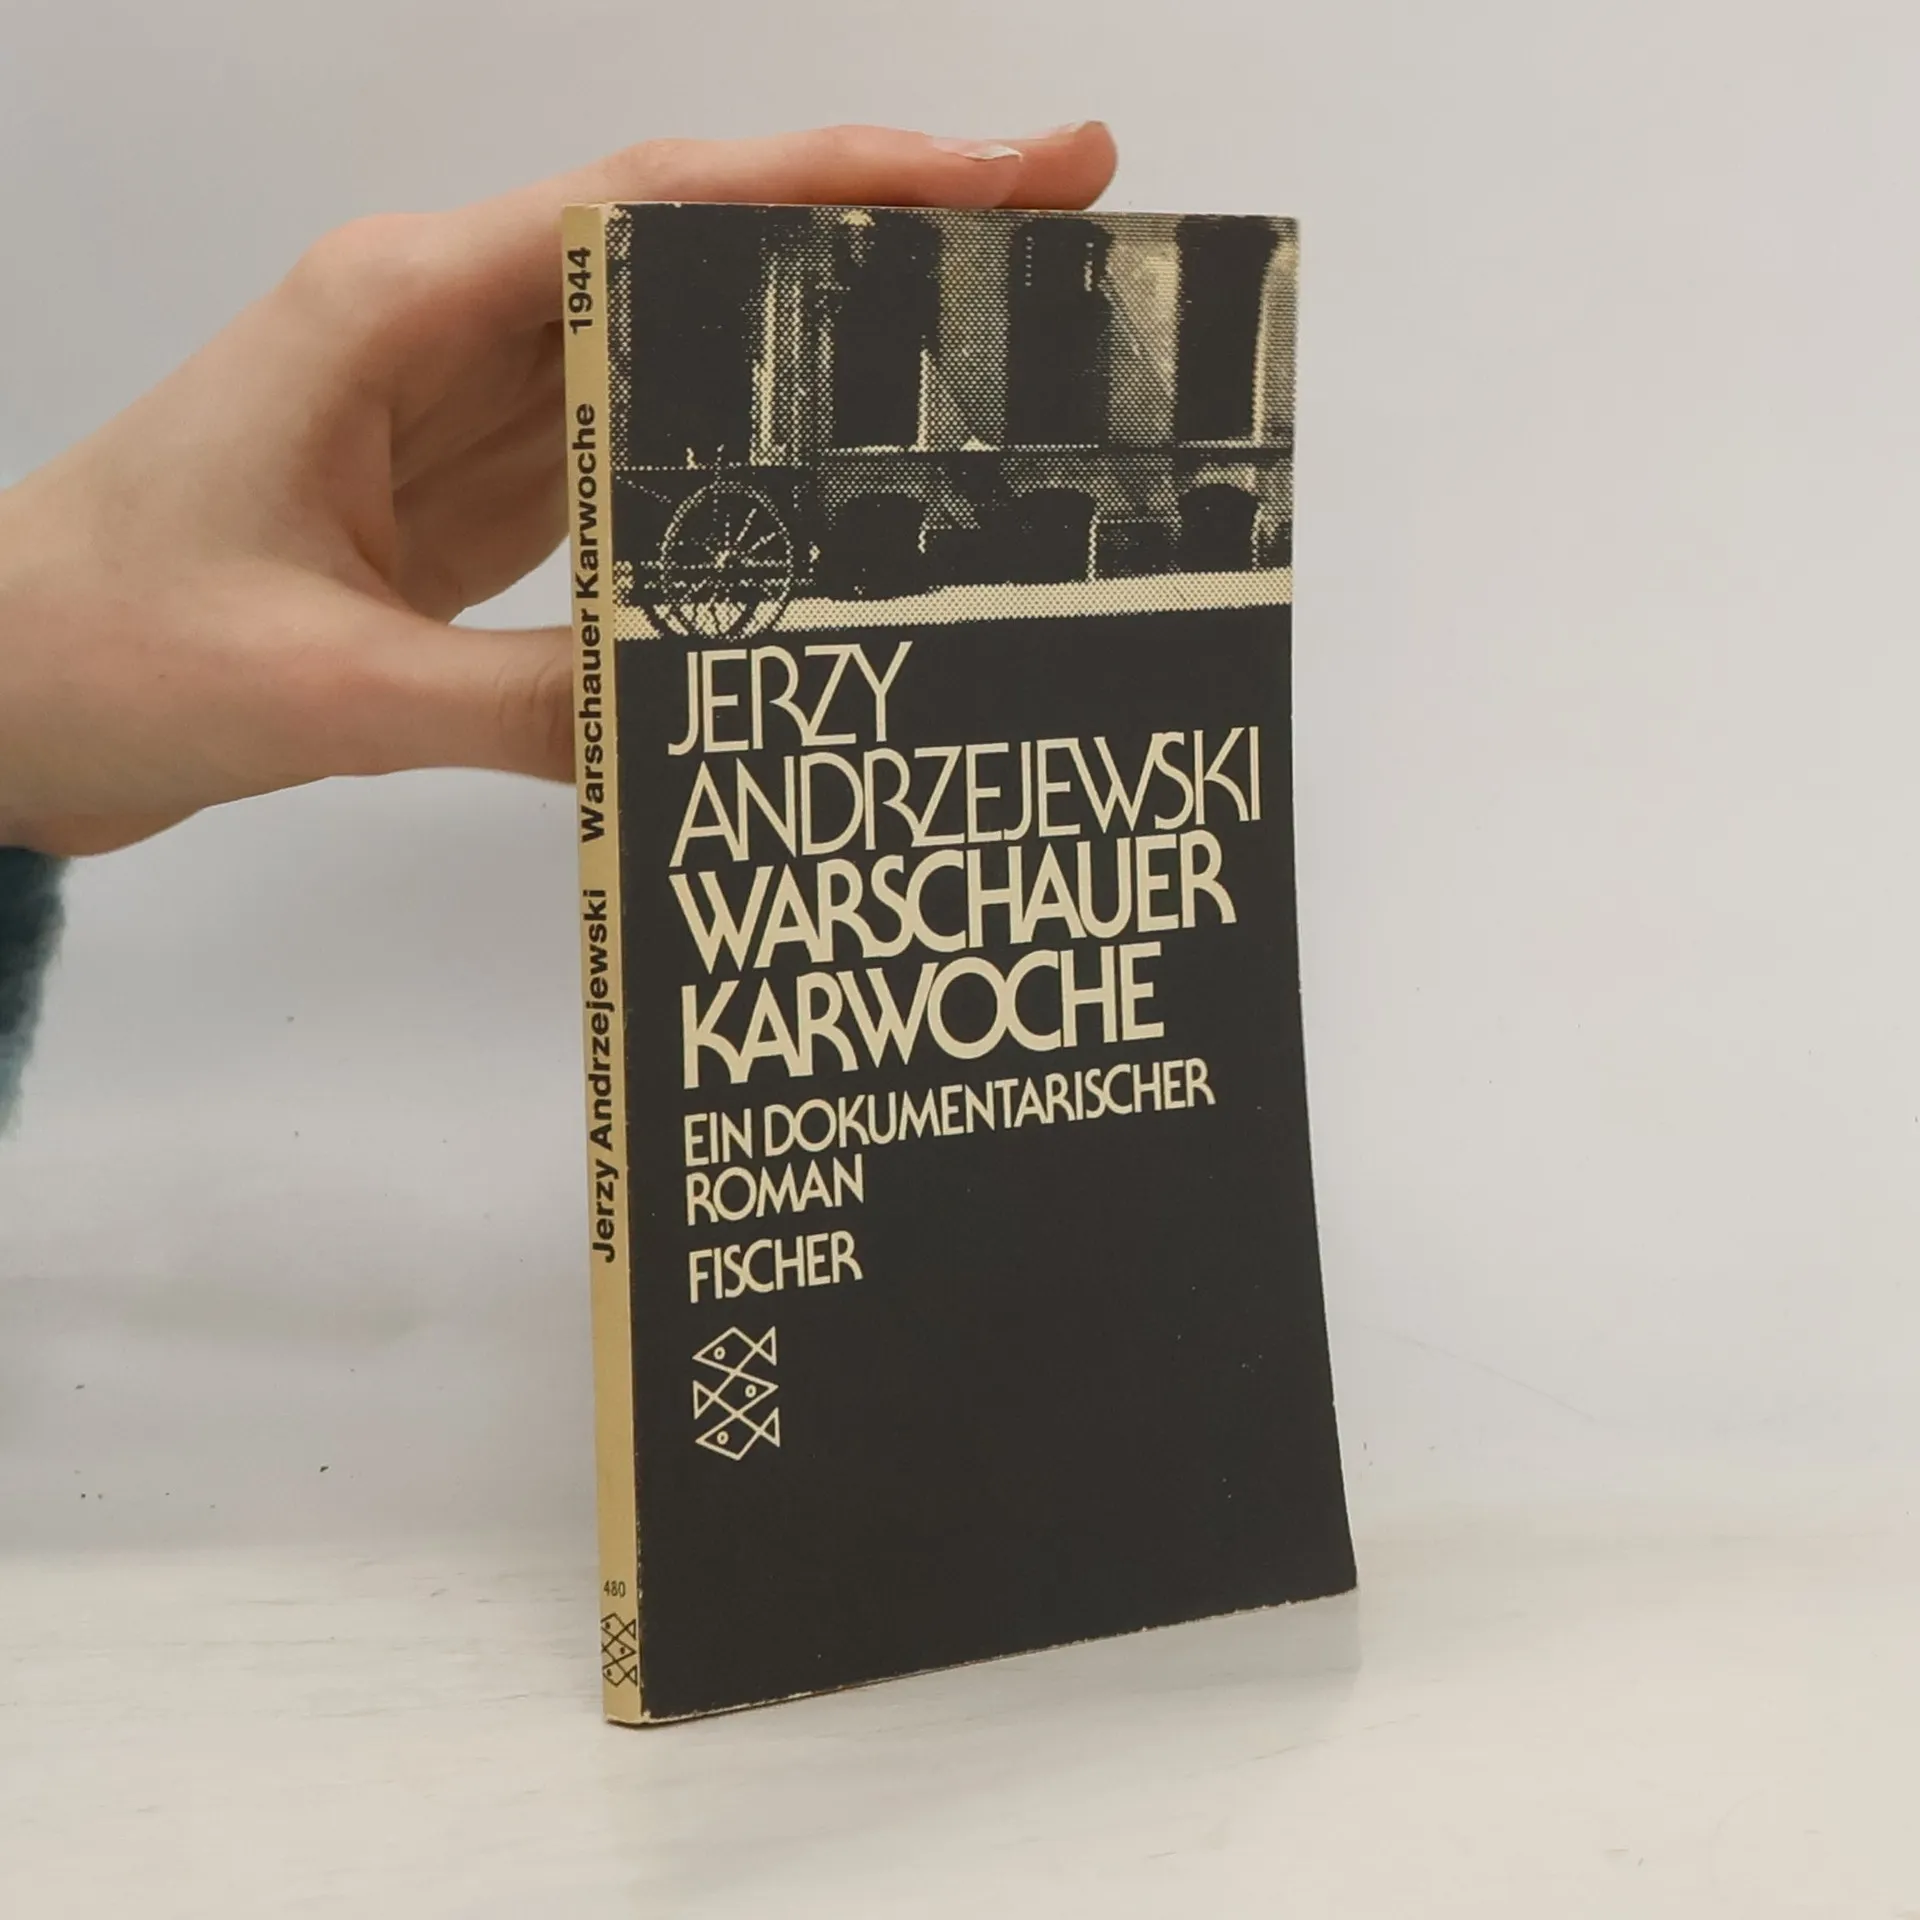 JERZY
ANDRZEJEWSKI
WARSCHAUER
KARWOCHE
EIN DOKUMENTARISCHER
ROMAN
FISCHER
Jerzy Andrzejewski Warschauer Karwoche 1944
480